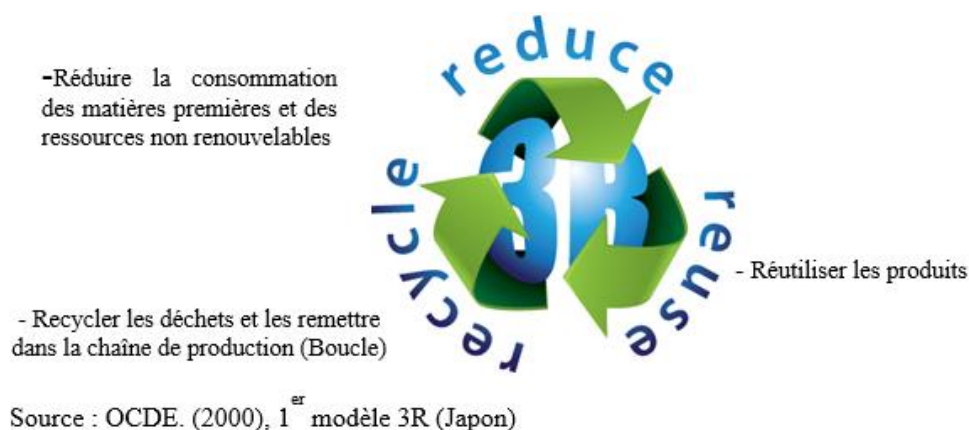 -Réduire la consommation
des matières premières et des
ressources non renouvelables
reduce
3R
recycle
reuse
- Réutiliser les produits
- Recycler les déchets et les remettre
dans la chaîne de production (Boucle)
Source : OCDE. (2000), 1er modèle 3R (Japon)